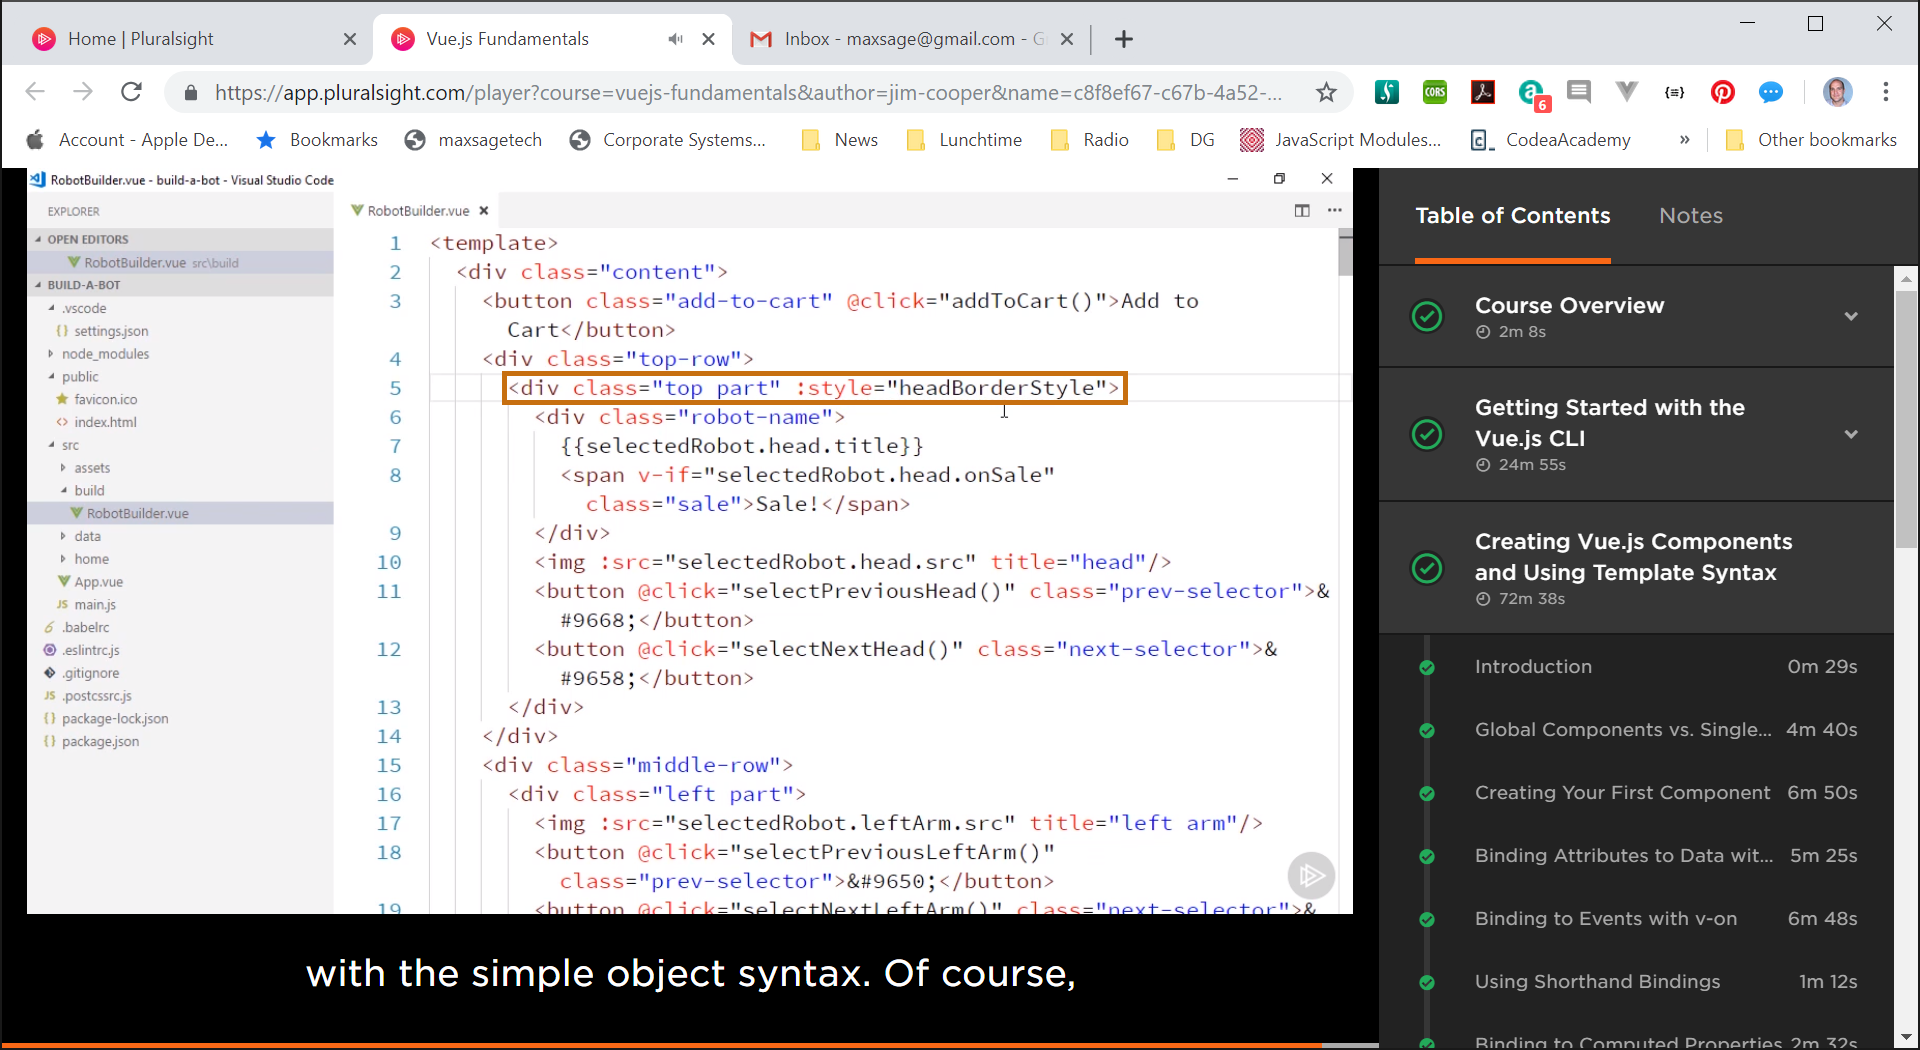 Home | Pluralsight
Vue.js Fundamentals
Inbox - maxsage@gmail.com - G
https://app.pluralsight.com/player?course=vuejs-fundamentals&author=jim-cooper&name=c8f8ef67-c67b-4a52-...
CORS
6
{≡}
Account - Apple De...
Bookmarks
maxsagetech
Corporate Systems...
News
Lunchtime
Radio
DG
JavaScript Modules...
CodeaAcademy
»
Other bookmarks
RobotBuilder.vue - build-a-bot - Visual Studio Code
EXPLORER
OPEN EDITORS
RobotBuilder.vue src\build
BUILD-A-BOT
.vscode
{} settings.json
node_modules
public
favicon.ico
<> index.html
src
assets
build
RobotBuilder.vue
data
home
App.vue
JS main.js
.babelrc
.eslintrc.js
.gitignore
JS .postcssrc.js
{} package-lock.json
{} package.json
RobotBuilder.vue
1 <template>
2 <div class="content">
3 <button class="add-to-cart" @click="addToCart()">Add to
Cart</button>
4 <div class="top-row">
5 <div class="top part" :style="headBorderStyle">
6 <div class="robot-name">
7 {{selectedRobot.head.title}}
8 <span v-if="selectedRobot.head.onSale"
class="sale">Sale!</span>
9 </div>
10 <img :src="selectedRobot.head.src" title="head"/>
11 <button @click="selectPreviousHead()" class="prev-selector">&
#9668;</button>
12 <button @click="selectNextHead()" class="next-selector">&
#9658;</button>
13 </div>
14 </div>
15 <div class="middle-row">
16 <div class="left part">
17 <img :src="selectedRobot.leftArm.src" title="left arm"/>
18 <button @click="selectPreviousLeftArm()"
class="prev-selector">&#9650;</button>
19 <button @click="selectNextLeftArm()" class="next-selector">&
with the simple object syntax. Of course,
Table of Contents
Notes
Course Overview
2m 8s
Getting Started with the
Vue.js CLI
24m 55s
Creating Vue.js Components
and Using Template Syntax
72m 38s
Introduction 0m 29s
Global Components vs. Single... 4m 40s
Creating Your First Component 6m 50s
Binding Attributes to Data wit... 5m 25s
Binding to Events with v-on 6m 48s
Using Shorthand Bindings 1m 12s
Binding to Computed Properties 2m 32s